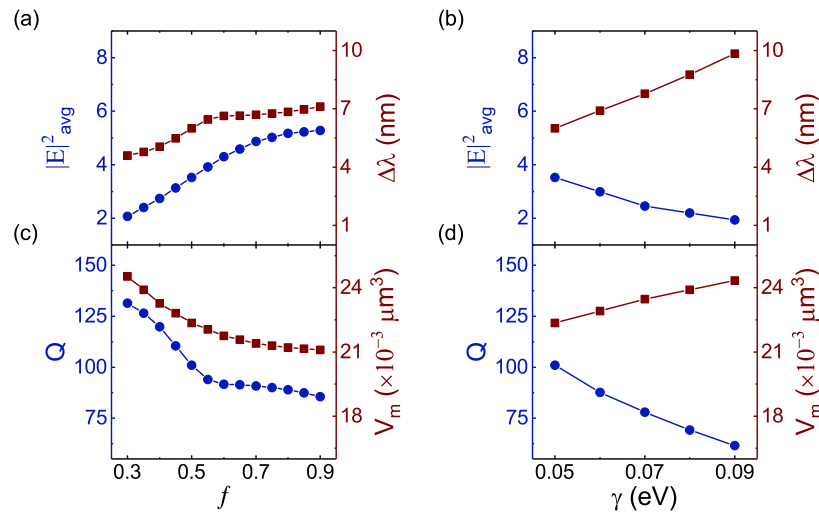 (a)
(b)
8
6
4
2
|E|²avg
10
7
4
1
Δλ (nm)
8
6
4
2
|E|²avg
10
7
4
1
Δλ (nm)
(c)
(d)
150
125
100
75
Q
24
21
18
Vm (×10⁻³ μm³)
150
125
100
75
Q
24
21
18
Vm (×10⁻³ μm³)
0.3 0.5 0.7 0.9
f
0.05 0.07 0.09
γ (eV)